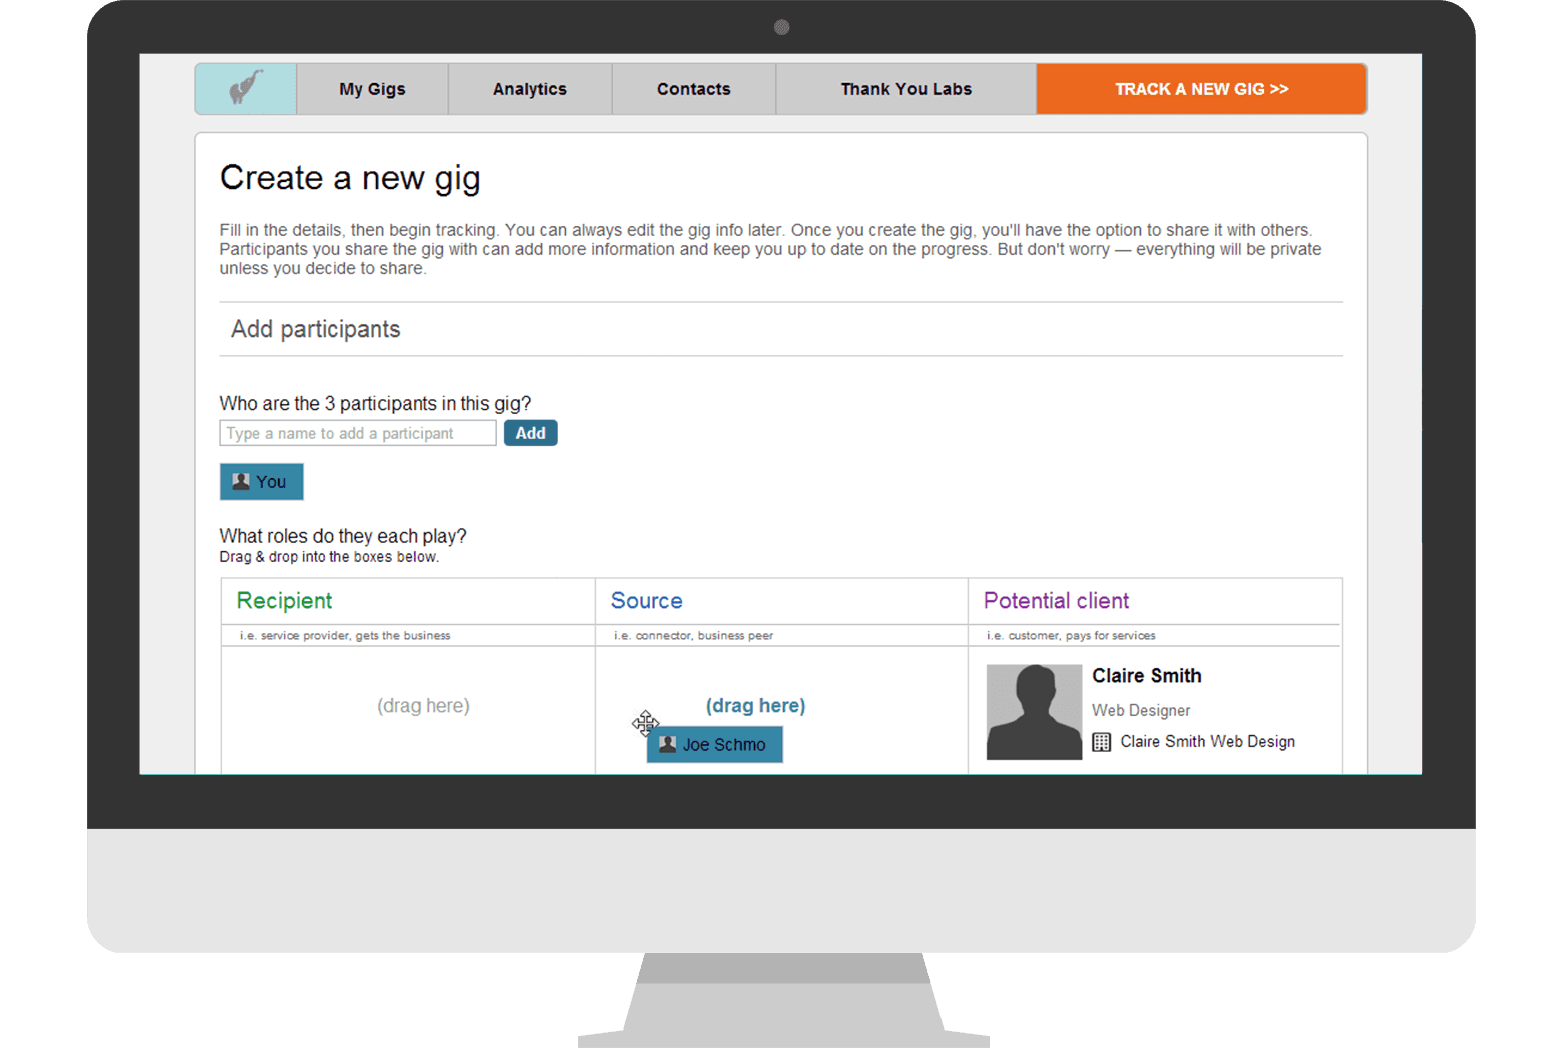 My Gigs
Analytics
Contacts
Thank You Labs
TRACK A NEW GIG >>
Create a new gig
Fill in the details, then begin tracking. You can always edit the gig info later. Once you create the gig, you'll have the option to share it with others.
Participants you share the gig with can add more information and keep you up to date on the progress. But don't worry — everything will be private
unless you decide to share.
Add participants
Who are the 3 participants in this gig?
Type a name to add a participant
Add
You
What roles do they each play?
Drag & drop into the boxes below.
Recipient
Source
Potential client
i.e. service provider, gets the business
i.e. connector, business peer
i.e. customer, pays for services
(drag here)
(drag here)
Joe Schmo
Claire Smith
Web Designer
Claire Smith Web Design